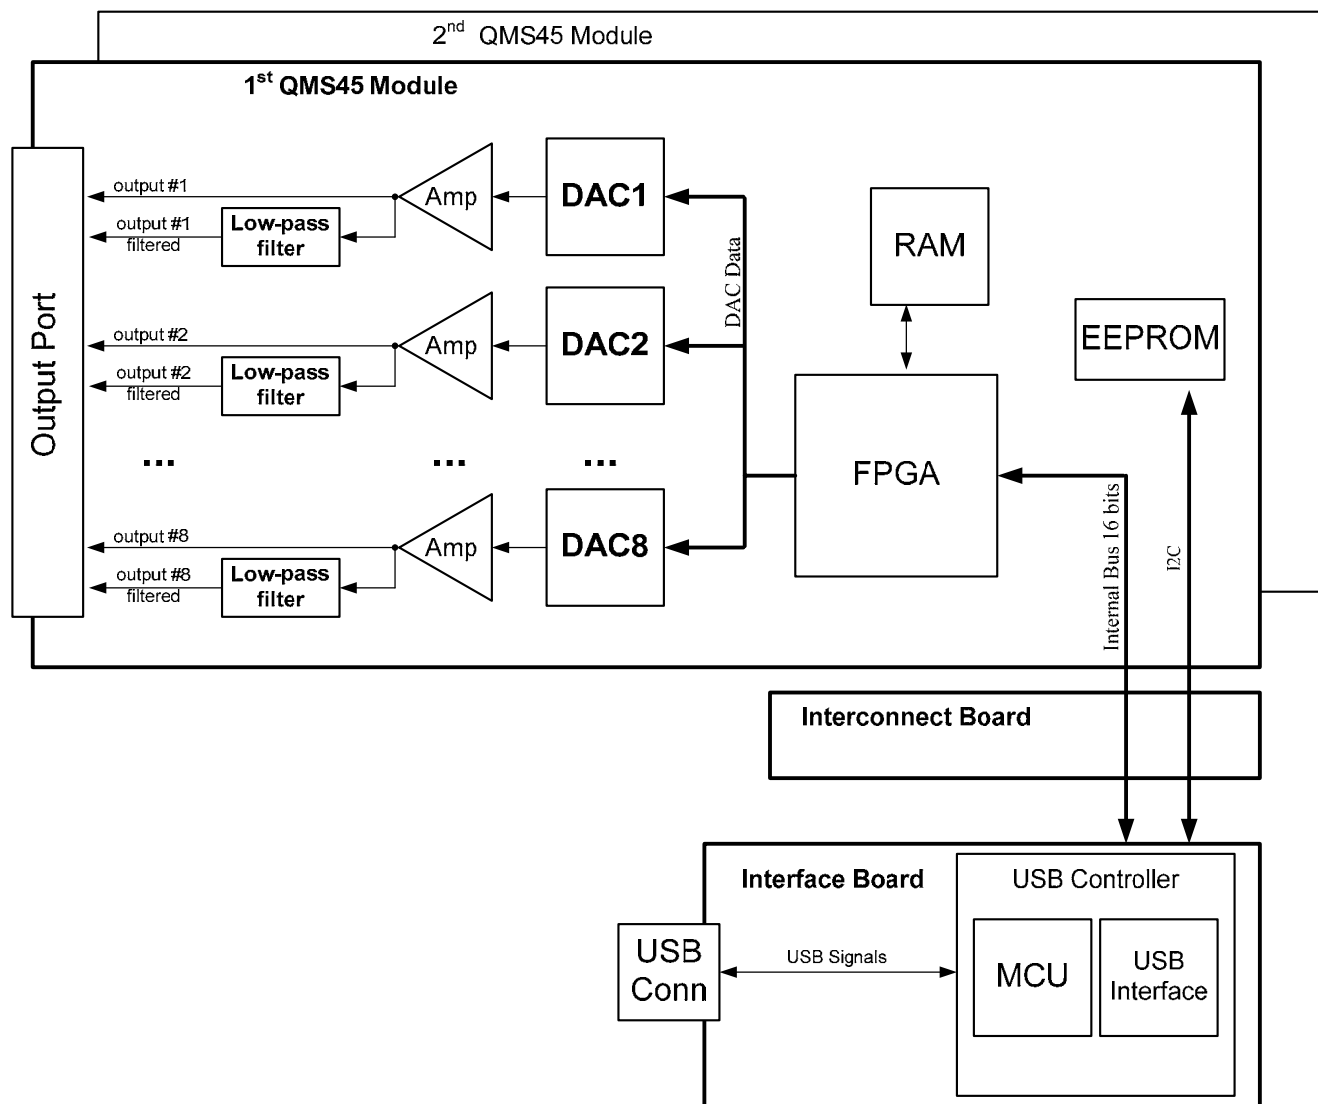 2nd QMS45 Module
1st QMS45 Module
Output Port
output #1
output #1
filtered
Low-pass
filter
Amp
DAC1
DAC Data
RAM
EEPROM
output #2
output #2
filtered
Low-pass
filter
Amp
DAC2
...
...
...
FPGA
Internal Bus 16 bits
I2C
output #8
output #8
filtered
Low-pass
filter
Amp
DAC8
Interconnect Board
Interface Board
USB Controller
USB
Conn
USB Signals
MCU
USB
Interface